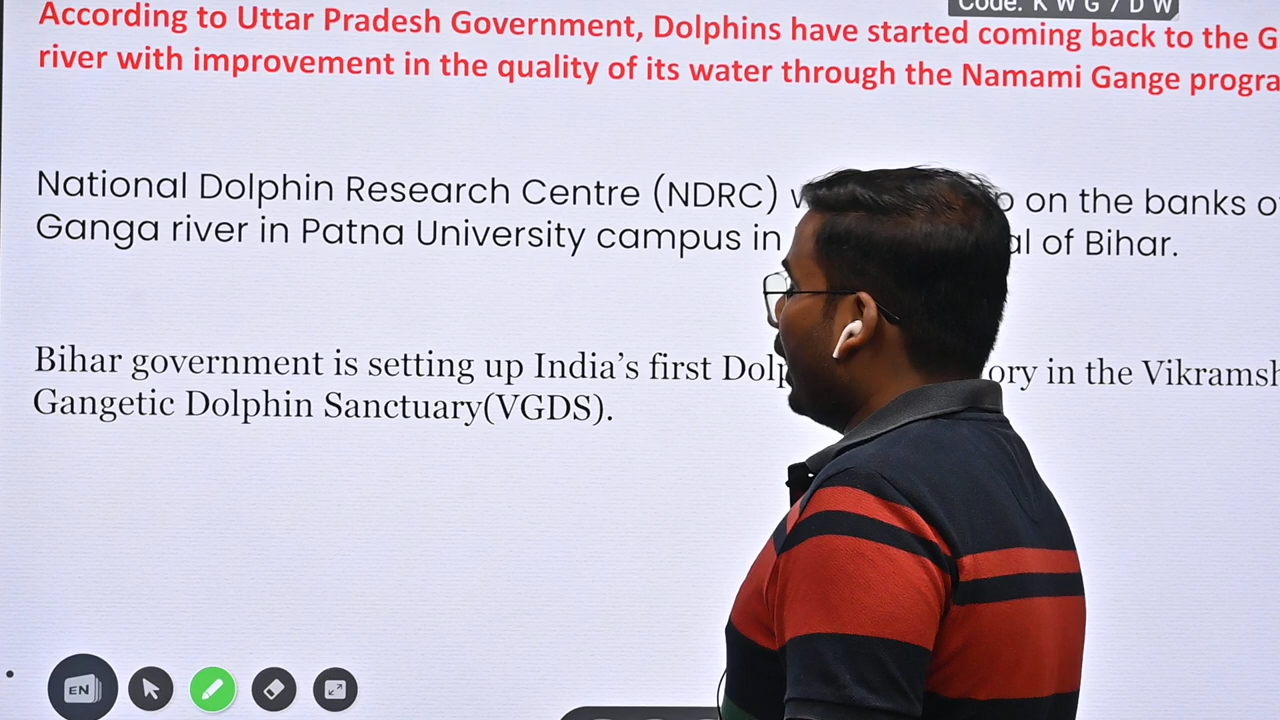 Code: K W G 7 D W
According to Uttar Pradesh Government, Dolphins have started coming back to the G
river with improvement in the quality of its water through the Namami Gange progra
National Dolphin Research Centre (NDRC) on the banks
Ganga river in Patna University campus in of Bihar.
Bihar government is setting up India's first in the Vikramsh
Gangetic Dolphin Sanctuary(VGDS).
EN